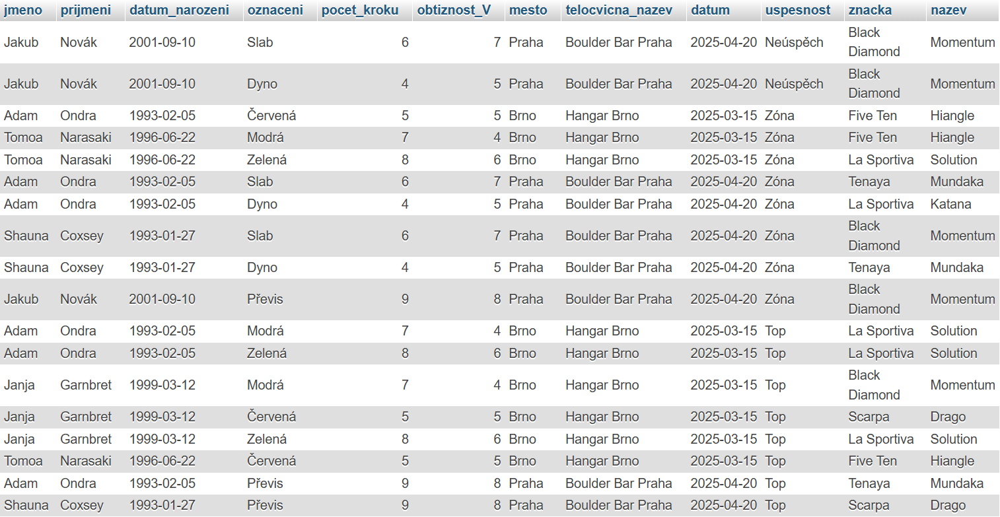 jmeno prijmeni datum_narozeni oznaceni pocet_kroku obtiznost_V mesto telocvicna_nazev datum uspesnost znacka nazev
Jakub Novák 2001-09-10 Slab 6 7 Praha Boulder Bar Praha 2025-04-20 Neúspěch Black Diamond Momentum
Jakub Novák 2001-09-10 Dyno 4 5 Praha Boulder Bar Praha 2025-04-20 Neúspěch Black Diamond Momentum
Adam Ondra 1993-02-05 Červená 5 5 Brno Hangar Brno 2025-03-15 Zóna Five Ten Hiangle
Tomoa Narasaki 1996-06-22 Modrá 7 4 Brno Hangar Brno 2025-03-15 Zóna Five Ten Hiangle
Tomoa Narasaki 1996-06-22 Zelená 8 6 Brno Hangar Brno 2025-03-15 Zóna La Sportiva Solution
Adam Ondra 1993-02-05 Slab 6 7 Praha Boulder Bar Praha 2025-04-20 Zóna Tenaya Mundaka
Adam Ondra 1993-02-05 Dyno 4 5 Praha Boulder Bar Praha 2025-04-20 Zóna La Sportiva Katana
Shauna Coxsey 1993-01-27 Slab 6 7 Praha Boulder Bar Praha 2025-04-20 Zóna Black Diamond Momentum
Shauna Coxsey 1993-01-27 Dyno 4 5 Praha Boulder Bar Praha 2025-04-20 Zóna Tenaya Mundaka
Jakub Novák 2001-09-10 Převis 9 8 Praha Boulder Bar Praha 2025-04-20 Zóna Black Diamond Momentum
Adam Ondra 1993-02-05 Modrá 7 4 Brno Hangar Brno 2025-03-15 Top La Sportiva Solution
Adam Ondra 1993-02-05 Zelená 8 6 Brno Hangar Brno 2025-03-15 Top La Sportiva Solution
Janja Garnbret 1999-03-12 Modrá 7 4 Brno Hangar Brno 2025-03-15 Top Black Diamond Momentum
Janja Garnbret 1999-03-12 Červená 5 5 Brno Hangar Brno 2025-03-15 Top Scarpa Drago
Janja Garnbret 1999-03-12 Zelená 8 6 Brno Hangar Brno 2025-03-15 Top La Sportiva Solution
Tomoa Narasaki 1996-06-22 Červená 5 5 Brno Hangar Brno 2025-03-15 Top Five Ten Hiangle
Adam Ondra 1993-02-05 Převis 9 8 Praha Boulder Bar Praha 2025-04-20 Top Tenaya Mundaka
Shauna Coxsey 1993-01-27 Převis 9 8 Praha Boulder Bar Praha 2025-04-20 Top Scarpa Drago